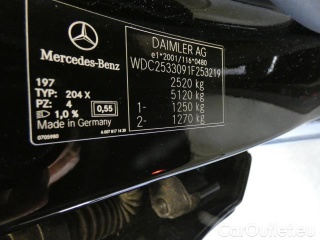 Mercedes-Benz
DAIMLER AG
e1*2001/116*0480
WDC2533091F253219
2520 kg
5120 kg
1- 1250 kg
2- 1270 kg
197
TYP: 204 X
PZ: 4 0,55
1,0 %
Made in Germany
CarOutlet.eu